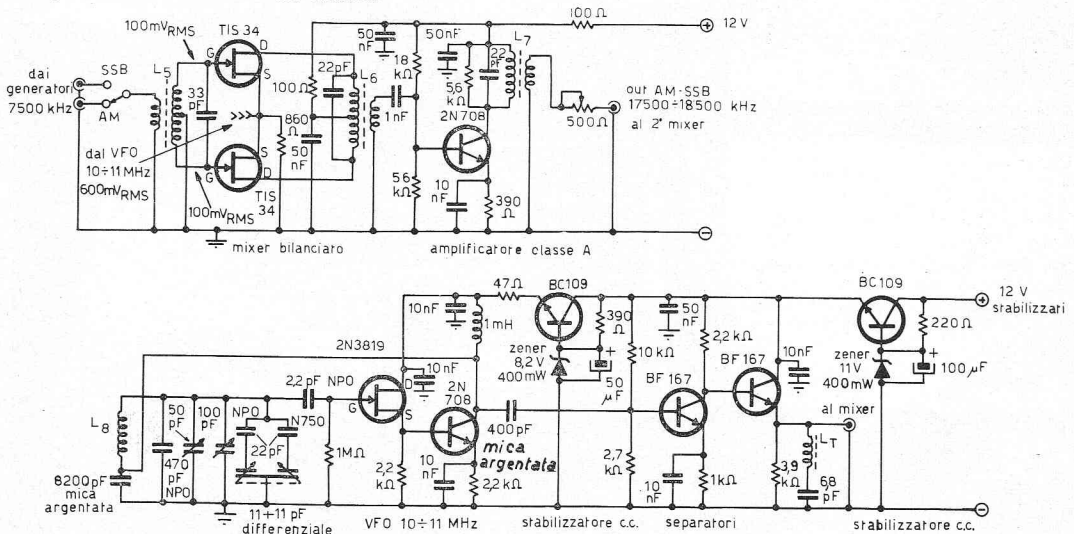 100mV RMS
TIS 34
D
G
S
dai generatori
7500 kHz
SSB
AM
L5
33 pF
dal VFO
10÷11 MHz
600mV RMS
S
G
D
TIS 34
100mV RMS
mixer bilanciato
100Ω
22pF
L6
860 Ω
50 nF
50 nF
18 kΩ
1nF
56 kΩ
50nF
5,6 kΩ
22 pF
L7
2N708
10 nF
390 Ω
amplificatore classe A
100 Ω
+ 12 V
500Ω
out AM-SSB
17500÷18500 kHz
al 2° mixer
−
L8
8200 pF
mica
argentata
50 pF
470 pF
NPO
100 pF
NPO
N750
22pF
11+11 pF
differenziale
2,2 pF
NPO
1MΩ
2N3819
D
G
S
10nF
10 nF
1mH
2N 708
2,2 kΩ
10 nF
2,2 kΩ
VFO 10÷11 MHz
47Ω
BC109
zener
8,2 V
400mW
390 Ω
+
50 µF
400 pF
mica
argentata
stabilizzatore c.c.
10 kΩ
2,7 kΩ
50 nF
BF 167
10 nF
1kΩ
2,2 kΩ
BF 167
10nF
separatori
3,9 kΩ
LT
68 pF
al mixer
BC109
zener
11 V
400mW
220Ω
+
100 µF
stabilizzatore c.c.
+ 12 V
stabilizzari
−